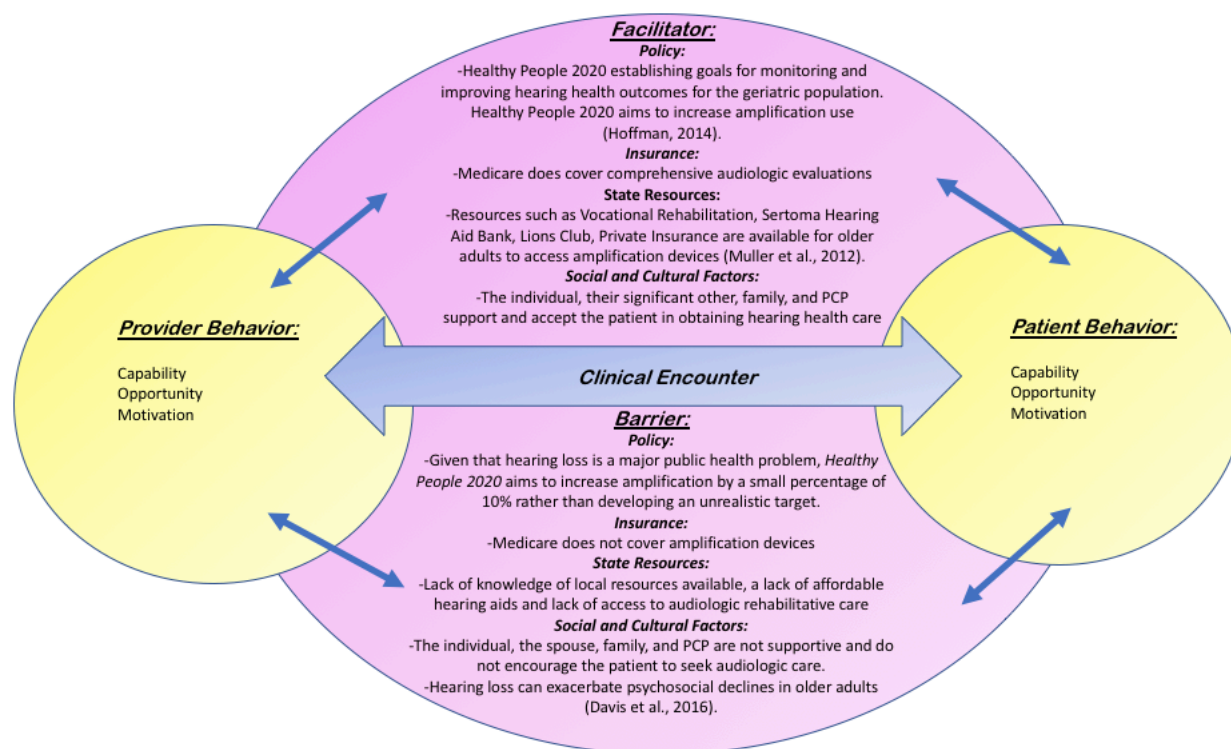 Facilitator:
Policy:
-Healthy People 2020 establishing goals for monitoring and
improving hearing health outcomes for the geriatric population.
Healthy People 2020 aims to increase amplification use
(Hoffman, 2014).
Insurance:
-Medicare does cover comprehensive audiologic evaluations
State Resources:
-Resources such as Vocational Rehabilitation, Sertoma Hearing
Aid Bank, Lions Club, Private Insurance are available for older
adults to access amplification devices (Muller et al., 2012).
Social and Cultural Factors:
-The individual, their significant other, family, and PCP
support and accept the patient in obtaining hearing health care
Provider Behavior:
Capability
Opportunity
Motivation
Clinical Encounter
Patient Behavior:
Capability
Opportunity
Motivation
Barrier:
Policy:
-Given that hearing loss is a major public health problem, Healthy
People 2020 aims to increase amplification by a small percentage of
10% rather than developing an unrealistic target.
Insurance:
-Medicare does not cover amplification devices
State Resources:
-Lack of knowledge of local resources available, a lack of affordable
hearing aids and lack of access to audiologic rehabilitative care
Social and Cultural Factors:
-The individual, the spouse, family, and PCP are not supportive and do
not encourage the patient to seek audiologic care.
-Hearing loss can exacerbate psychosocial declines in older adults
(Davis et al., 2016).